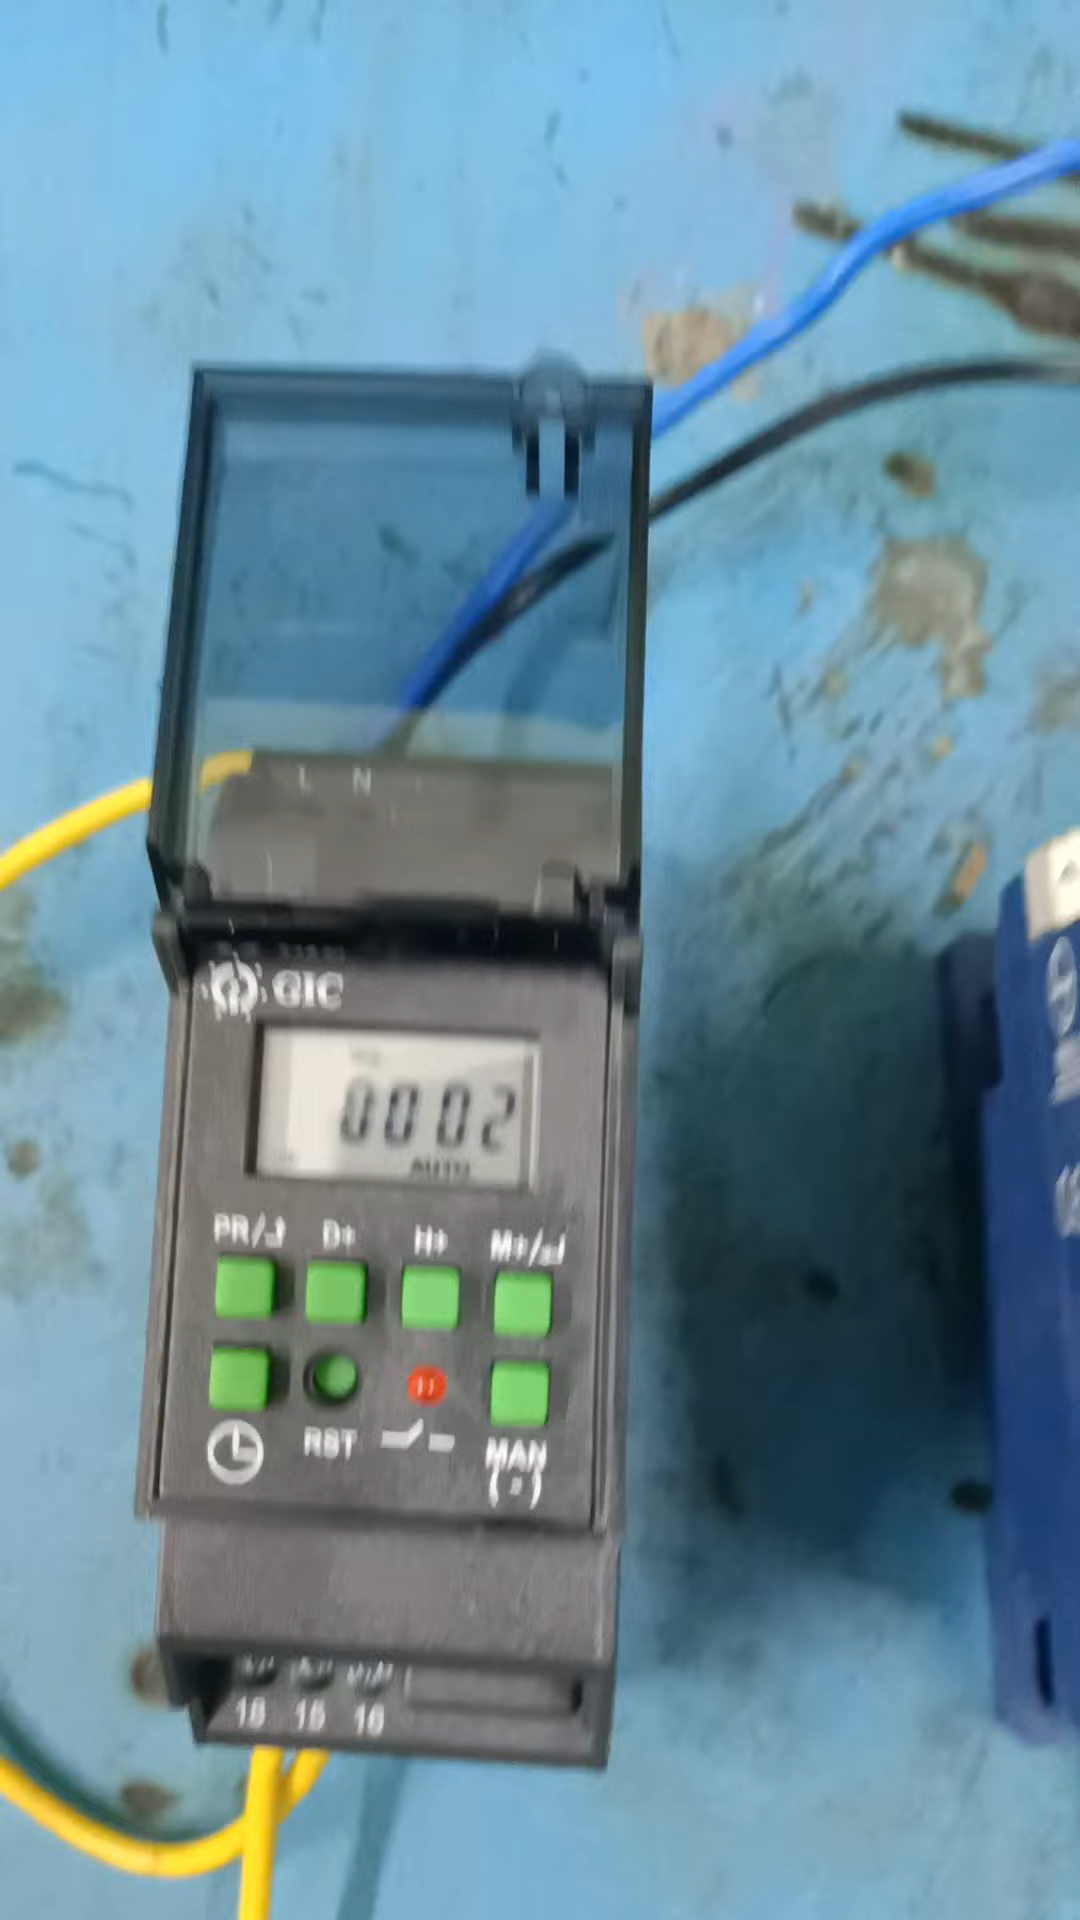 L N
GIC
0002
AUTO
PR/ D+ H+ M+/
RST
MAN
18 15 16